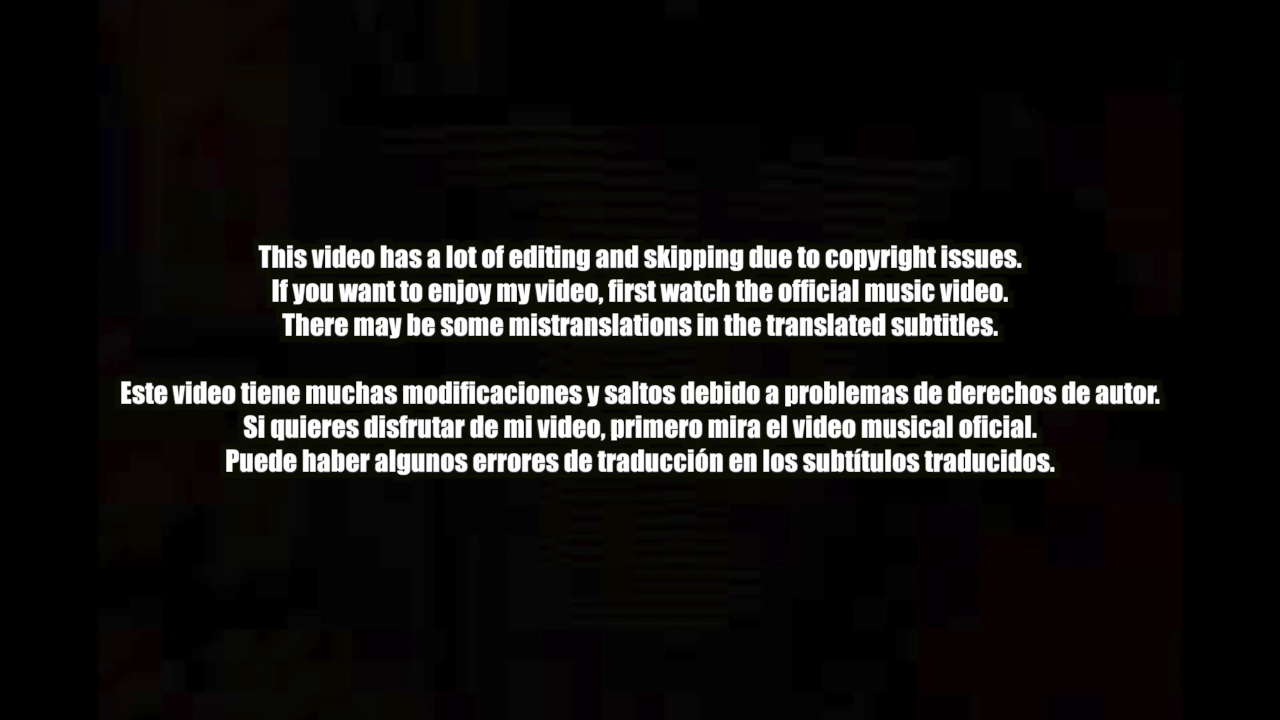 This video has a lot of editing and skipping due to copyright issues.
If you want to enjoy my video, first watch the official music video.
There may be some mistranslations in the translated subtitles.
Este video tiene muchas modificaciones y saltos debido a problemas de derechos de autor.
Si quieres disfrutar de mi video, primero mira el video musical oficial.
Puede haber algunos errores de traducción en los subtítulos traducidos.